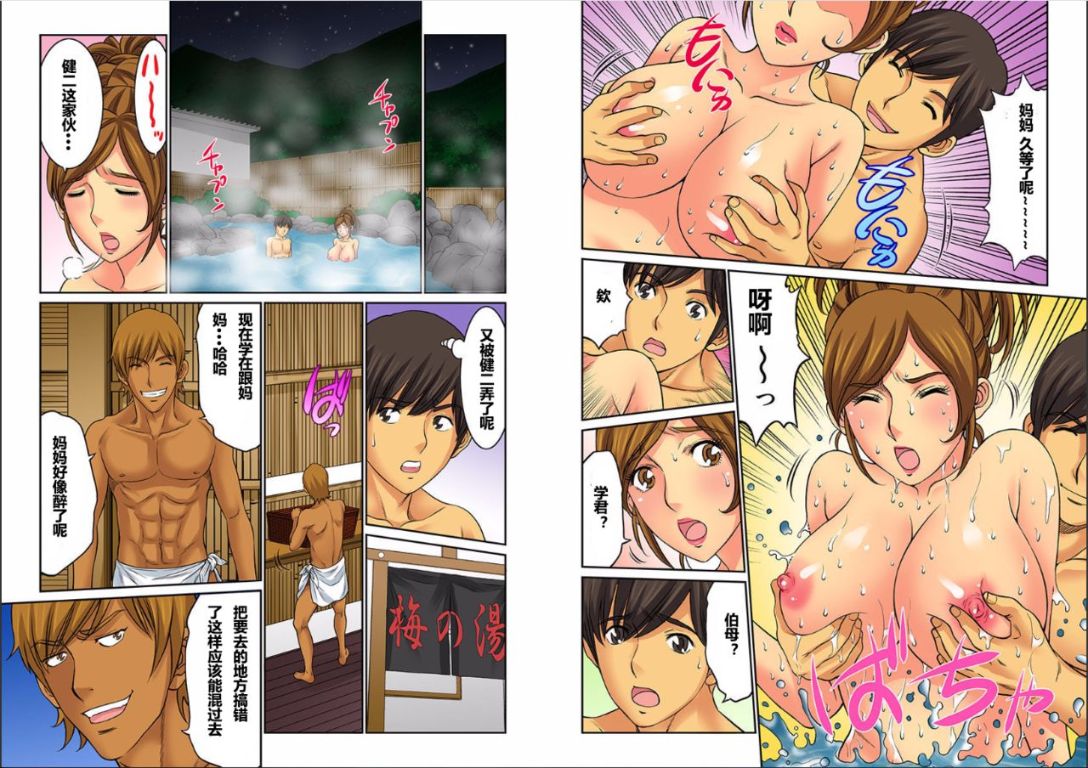 妈妈 久等了呢~~~~~~
もにゅ
もにゅ
呀啊~っ
欸
学君？
伯母？
ばちゃ
チャプン
チャプン
ハ～ッ
健二这家伙…
又被健二弄了呢
梅の湯
ばっ
现在学在跟妈
妈…哈哈
妈妈好像醉了呢
把要去的地方搞错
了这样应该能混过去